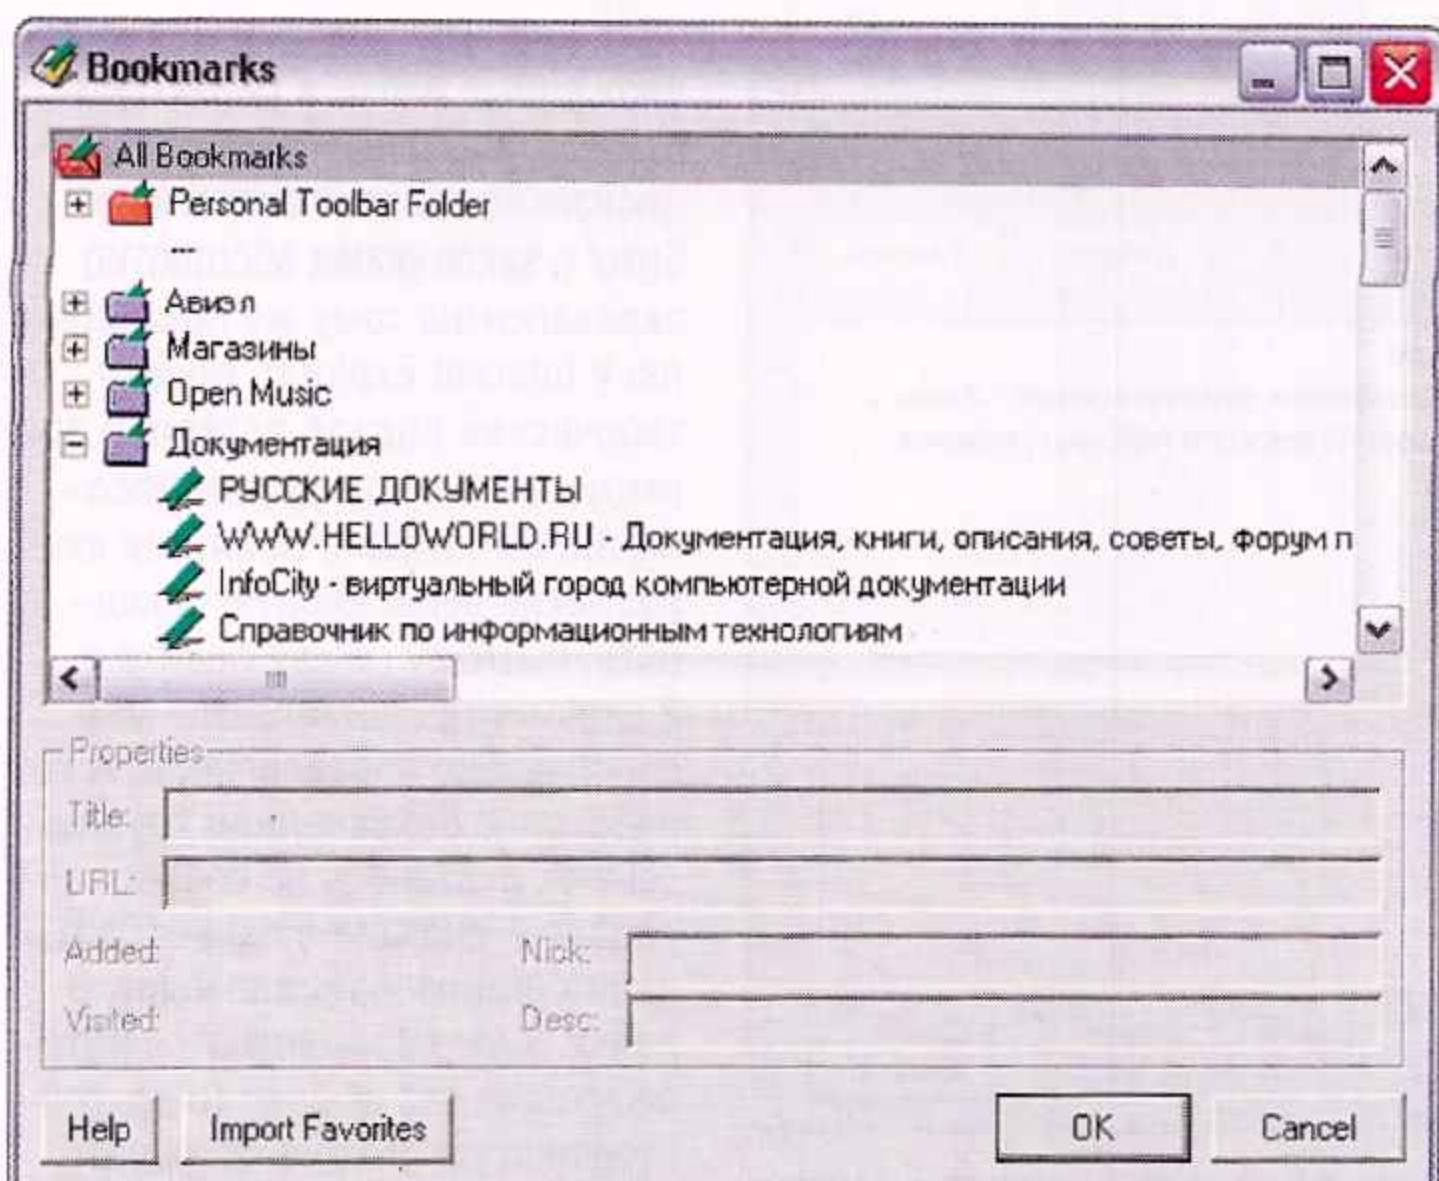 Bookmarks
All Bookmarks
Personal Toolbar Folder
---
Авиэл
Магазины
Open Music
Документация
РУССКИЕ ДОКУМЕНТЫ
WWW.HELLOWORLD.RU - Документация, книги, описания, советы, форум п
InfoCity - виртуальный город компьютерной документации
Справочник по информационным технологиям
Properties
Title:
URL:
Added: Nick:
Visited: Desc:
Help Import Favorites OK Cancel